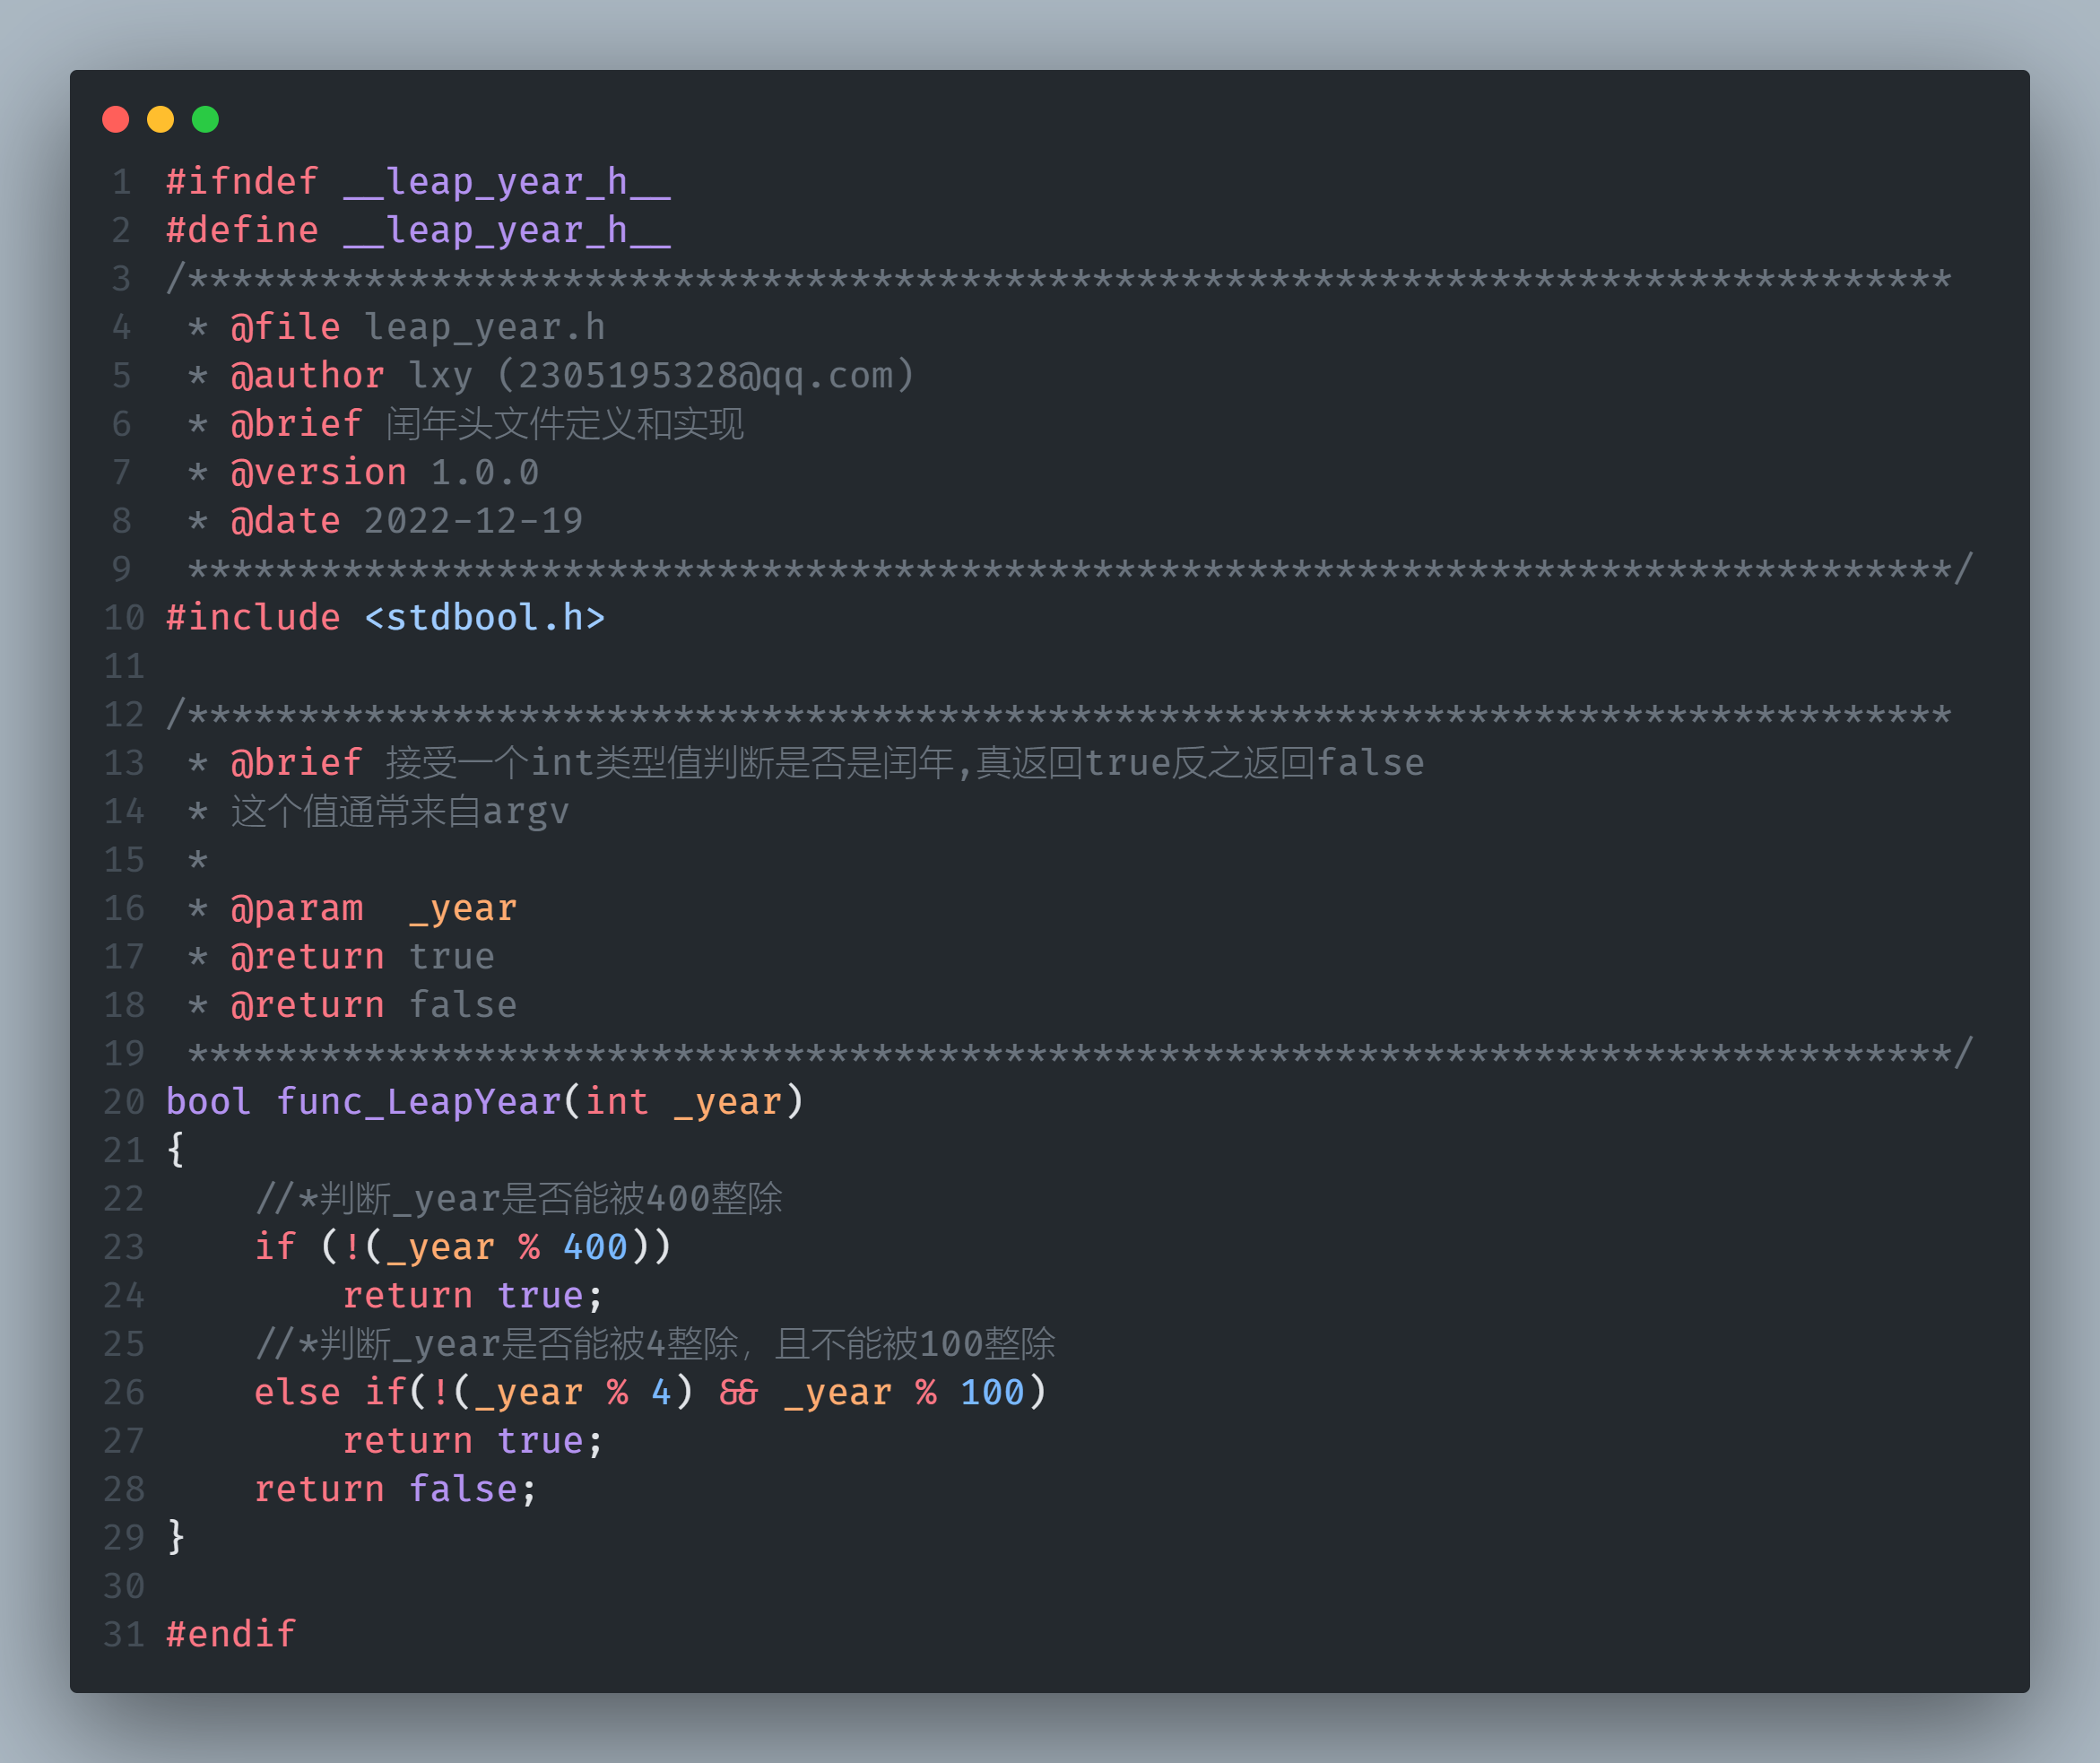 1 #ifndef __leap_year_h__
2 #define __leap_year_h__
3 /********************************************************************************
4  * @file leap_year.h
5  * @author lxy (2305195328@qq.com)
6  * @brief 闰年头文件定义和实现
7  * @version 1.0.0
8  * @date 2022-12-19
9  ********************************************************************************/
10 #include <stdbool.h>
11
12 /********************************************************************************
13  * @brief 接受一个int类型值判断是否是闰年,真返回true反之返回false
14  * 这个值通常来自argv
15  *
16  * @param  _year
17  * @return true
18  * @return false
19  ********************************************************************************/
20 bool func_LeapYear(int _year)
21 {
22     //*判断_year是否能被400整除
23     if (!(_year % 400))
24         return true;
25     //*判断_year是否能被4整除，且不能被100整除
26     else if(!(_year % 4) && _year % 100)
27         return true;
28     return false;
29 }
30
31 #endif